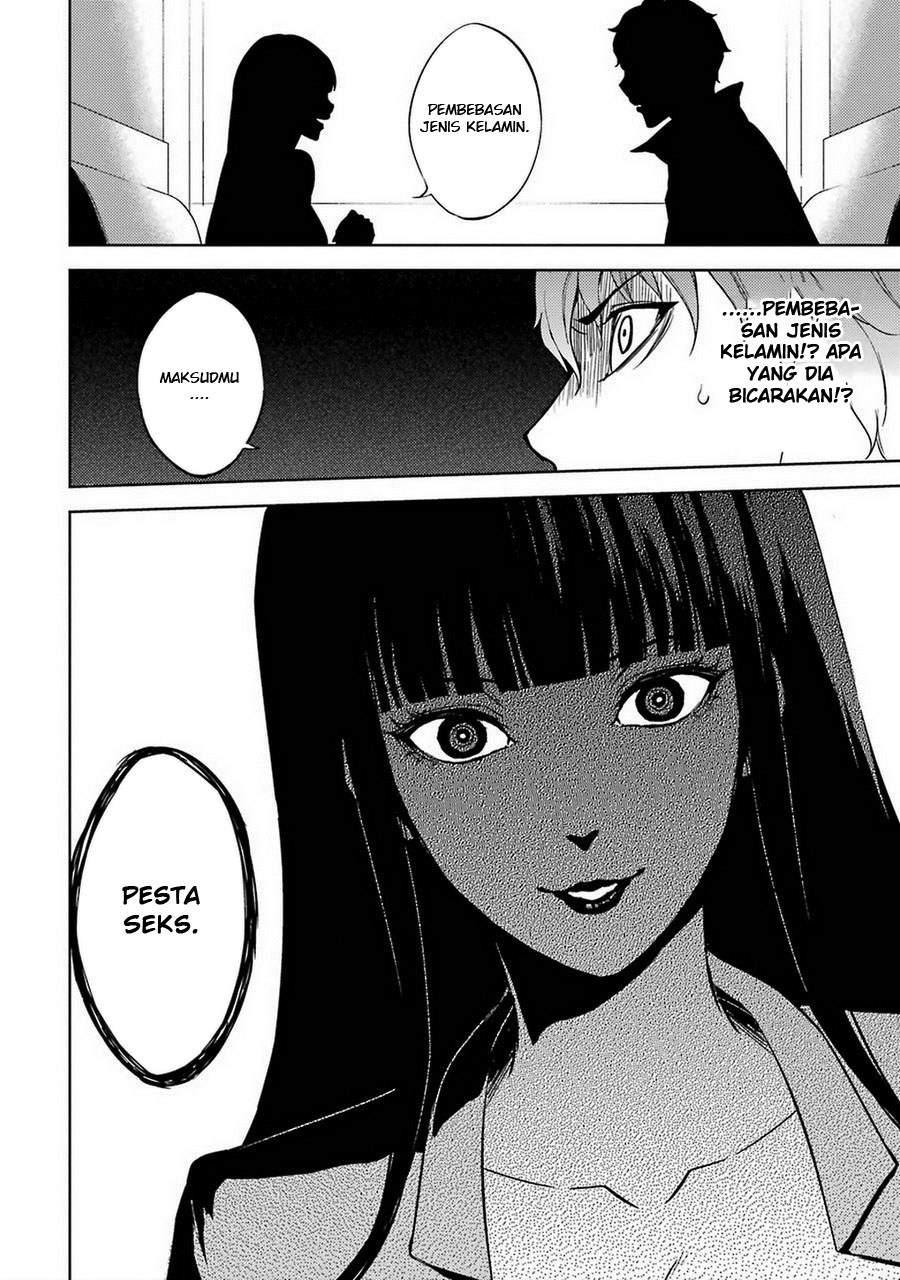 PEMBEBASAN
JENIS KELAMIN.
......PEMBEBA-
SAN JENIS
KELAMIN!? APA
YANG DIA
BICARAKAN!?
MAKSUDMU
....
PESTA
SEKS.